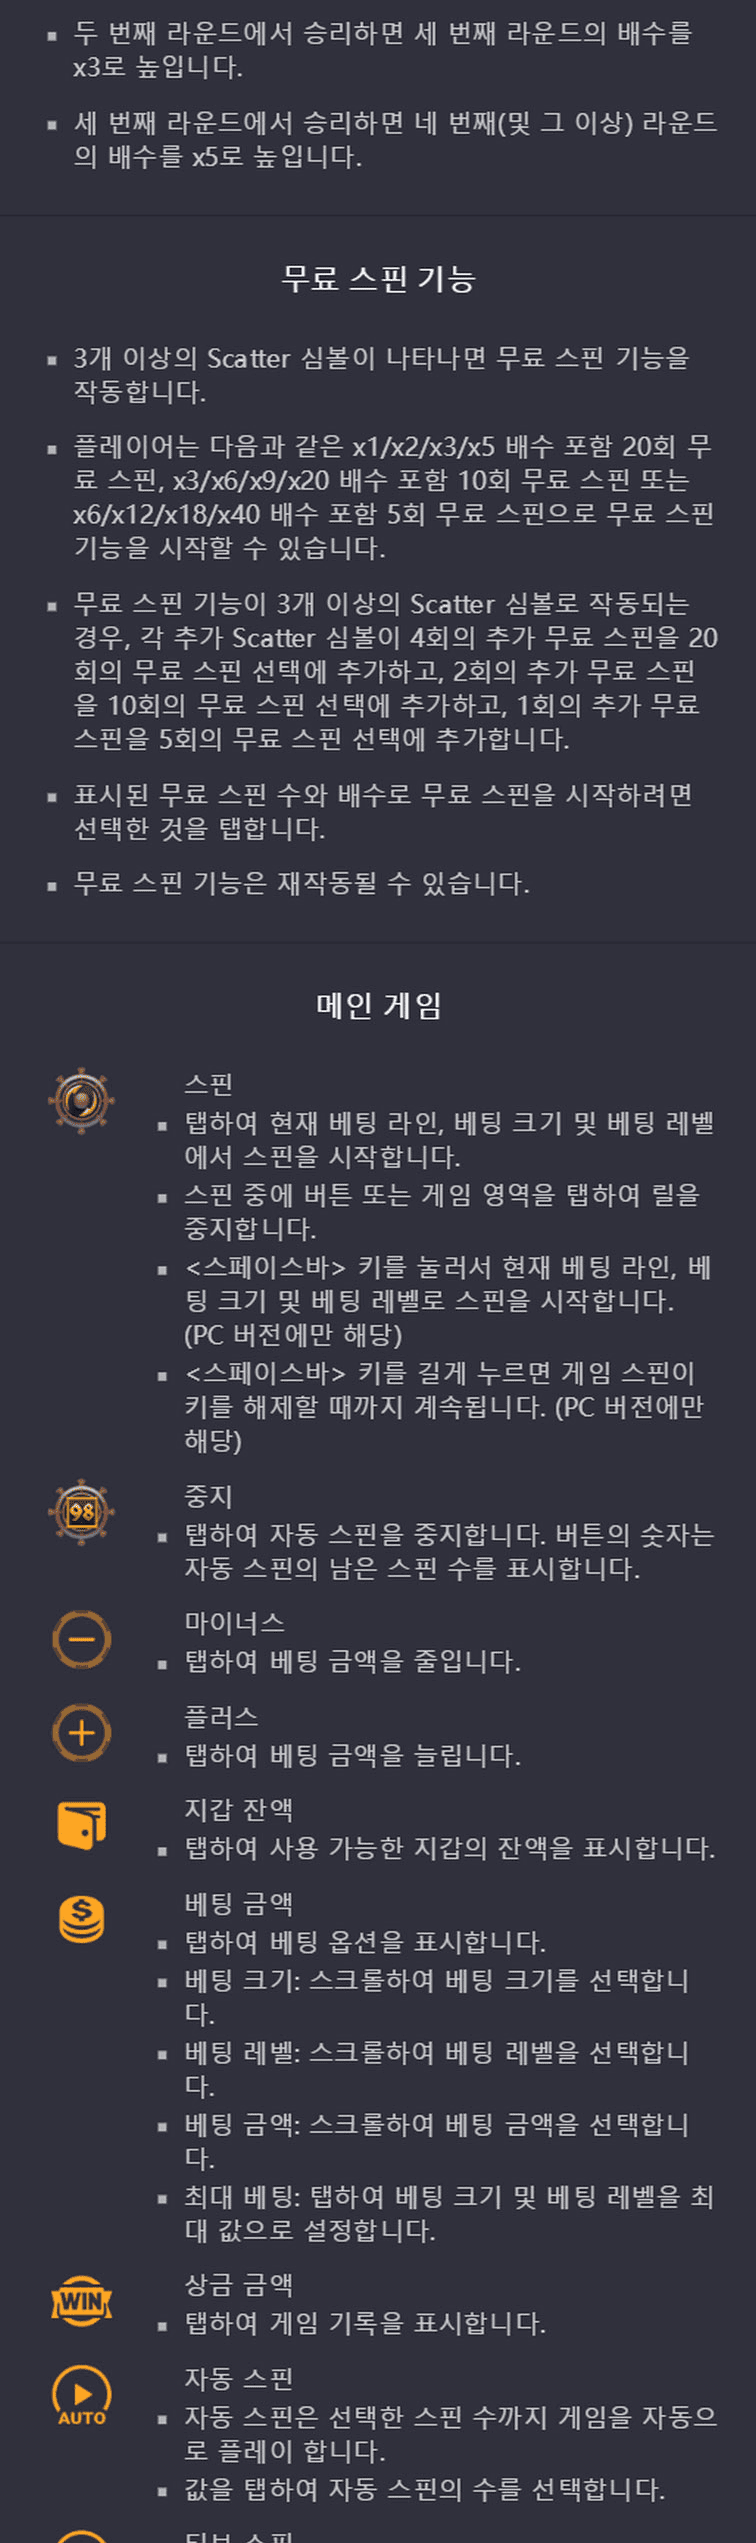 두 번째 라운드에서 승리하면 세 번째 라운드의 배수를
x3로 높입니다.
세 번째 라운드에서 승리하면 네 번째(및 그 이상) 라운드
의 배수를 x5로 높입니다.
무료 스핀 기능
3개 이상의 Scatter 심볼이 나타나면 무료 스핀 기능을
작동합니다.
플레이어는 다음과 같은 x1/x2/x3/x5 배수 포함 20회 무
료 스핀, x3/x6/x9/x20 배수 포함 10회 무료 스핀 또는
x6/x12/x18/x40 배수 포함 5회 무료 스핀으로 무료 스핀
기능을 시작할 수 있습니다.
무료 스핀 기능이 3개 이상의 Scatter 심볼로 작동되는
경우, 각 추가 Scatter 심볼이 4회의 추가 무료 스핀을 20
회의 무료 스핀 선택에 추가하고, 2회의 추가 무료 스핀
을 10회의 무료 스핀 선택에 추가하고, 1회의 추가 무료
스핀을 5회의 무료 스핀 선택에 추가합니다.
표시된 무료 스핀 수와 배수로 무료 스핀을 시작하려면
선택한 것을 탭합니다.
무료 스핀 기능은 재작동될 수 있습니다.
메인 게임
스핀
탭하여 현재 베팅 라인, 베팅 크기 및 베팅 레벨
에서 스핀을 시작합니다.
스핀 중에 버튼 또는 게임 영역을 탭하여 릴을
중지합니다.
<스페이스바> 키를 눌러서 현재 베팅 라인, 베
팅 크기 및 베팅 레벨로 스핀을 시작합니다.
(PC 버전에만 해당)
<스페이스바> 키를 길게 누르면 게임 스핀이
키를 해제할 때까지 계속됩니다. (PC 버전에만
해당)
98
중지
탭하여 자동 스핀을 중지합니다. 버튼의 숫자는
자동 스핀의 남은 스핀 수를 표시합니다.
마이너스
탭하여 베팅 금액을 줄입니다.
플러스
탭하여 베팅 금액을 늘립니다.
지갑 잔액
탭하여 사용 가능한 지갑의 잔액을 표시합니다.
베팅 금액
탭하여 베팅 옵션을 표시합니다.
베팅 크기: 스크롤하여 베팅 크기를 선택합니
다.
베팅 레벨: 스크롤하여 베팅 레벨을 선택합니
다.
베팅 금액: 스크롤하여 베팅 금액을 선택합니
다.
최대 베팅: 탭하여 베팅 크기 및 베팅 레벨을 최
대 값으로 설정합니다.
WIN
상금 금액
탭하여 게임 기록을 표시합니다.
AUTO
자동 스핀
자동 스핀은 선택한 스핀 수까지 게임을 자동으
로 플레이 합니다.
값을 탭하여 자동 스핀의 수를 선택합니다.